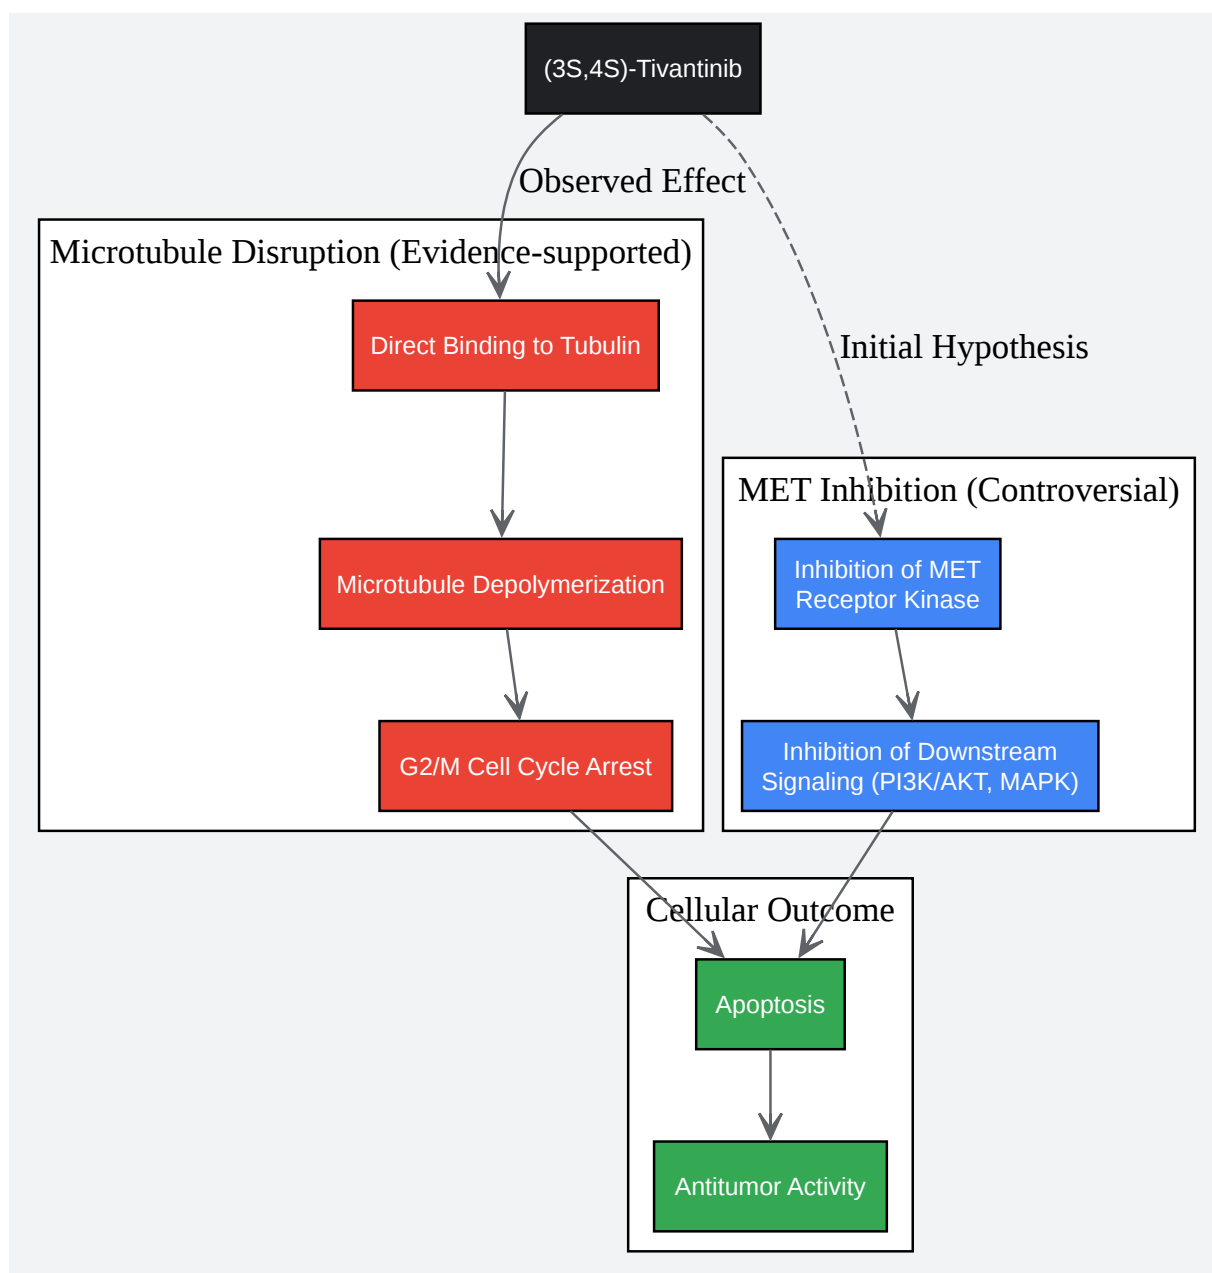 (3S,4S)-Tivantinib
Observed Effect
Microtubule Disruption (Evidence-supported)
Direct Binding to Tubulin
Initial Hypothesis
MET Inhibition (Controversial)
Microtubule Depolymerization
Inhibition of MET
Receptor Kinase
G2/M Cell Cycle Arrest
Inhibition of Downstream
Signaling (PI3K/AKT, MAPK)
Cellular Outcome
Apoptosis
Antitumor Activity